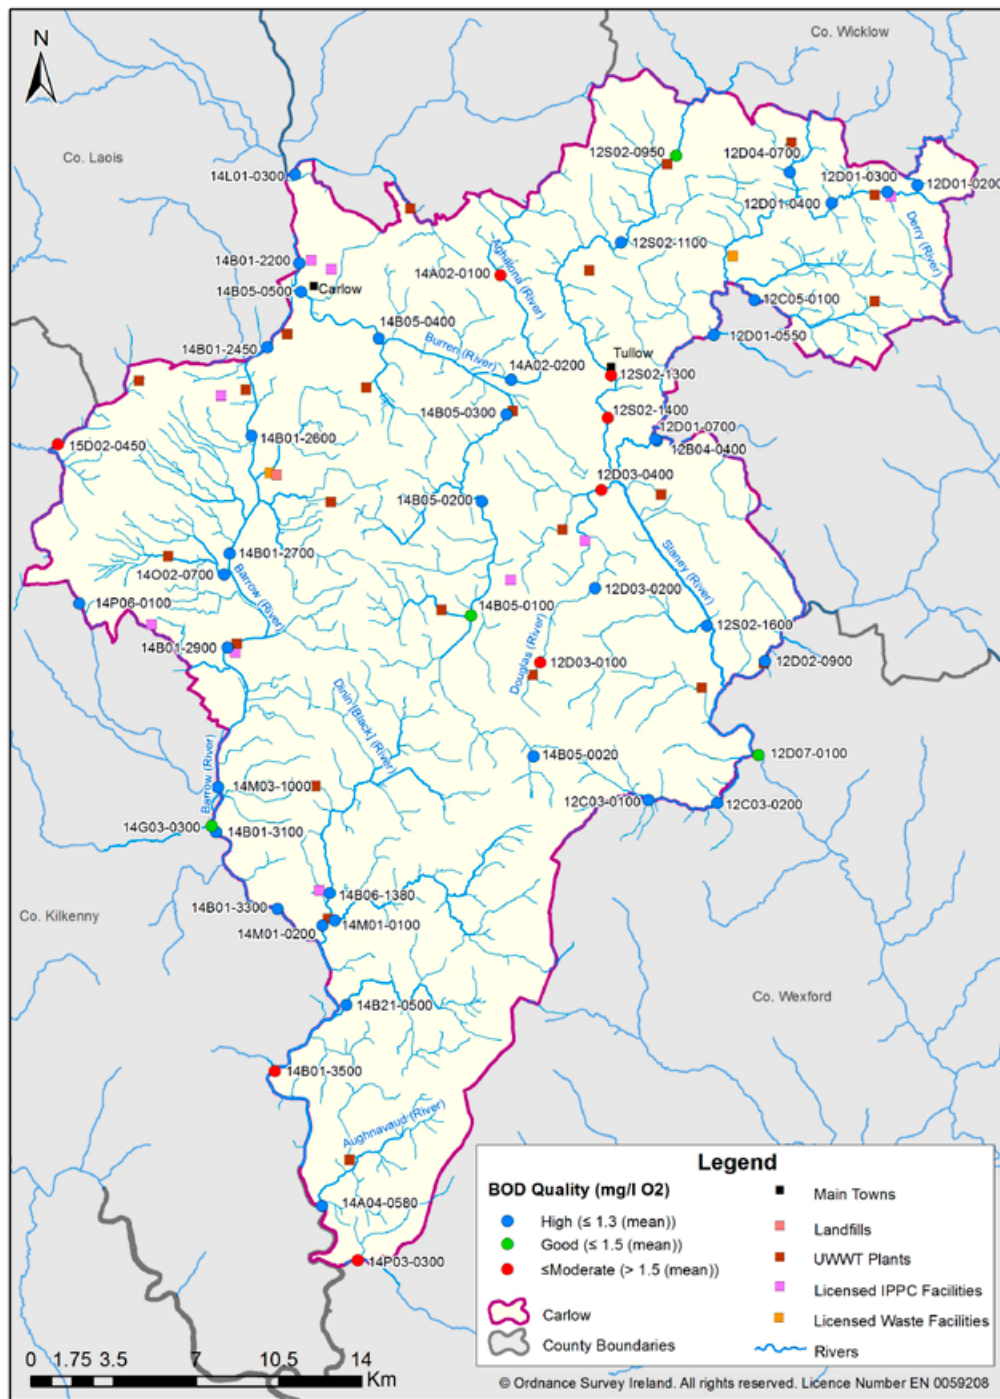 N
Co. Wicklow
Co. Laois
12S02-0950
12D04-0700
12D01-0300
12D01-0200
14L01-0300
12D01-0400
Derry (River)
12S02-1100
Aghalona (River)
14B01-2200
14A02-0100
14B05-0500
Carlow
12C05-0100
14B05-0400
12D01-0550
14B01-2450
Burren (River)
Tullow
14A02-0200
12S02-1300
14B05-0300
12S02-1400
12D01-0700
14B01-2600
15D02-0450
12B04-0400
12D03-0400
14B05-0200
Slaney (River)
14B01-2700
14O02-0700
Barrow (River)
12D03-0200
14P06-0100
14B05-0100
12S02-1600
14B01-2900
Douglas (River)
12D03-0100
12D02-0900
Dinin [Black] (River)
14B05-0020
12D07-0100
Barrow (River)
14M03-1000
12C03-0100
12C03-0200
14G03-0300
14B01-3100
14B06-1380
14B01-3300
Co. Kilkenny
14M01-0100
14M01-0200
Co. Wexford
14B21-0500
14B01-3500
Aughnavaud (River)
14A04-0580
14P03-0300
Legend
BOD Quality (mg/l O2)
High (≤ 1.3 (mean))
Good (≤ 1.5 (mean))
≤Moderate (> 1.5 (mean))
Carlow
County Boundaries
Main Towns
Landfills
UWWT Plants
Licensed IPPC Facilities
Licensed Waste Facilities
Rivers
0 1.75 3.5 7 10.5 14
Km
© Ordnance Survey Ireland. All rights reserved. Licence Number EN 0059208